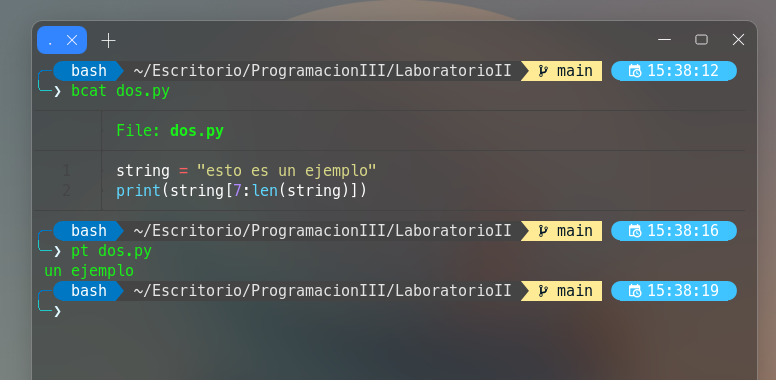 .
bash ~/Escritorio/ProgramacionIII/LaboratorioII main 15:38:12
❯ bcat dos.py
File: dos.py
1 string = "esto es un ejemplo"
2 print(string[7:len(string)])
bash ~/Escritorio/ProgramacionIII/LaboratorioII main 15:38:16
❯ pt dos.py
un ejemplo
bash ~/Escritorio/ProgramacionIII/LaboratorioII main 15:38:19
❯